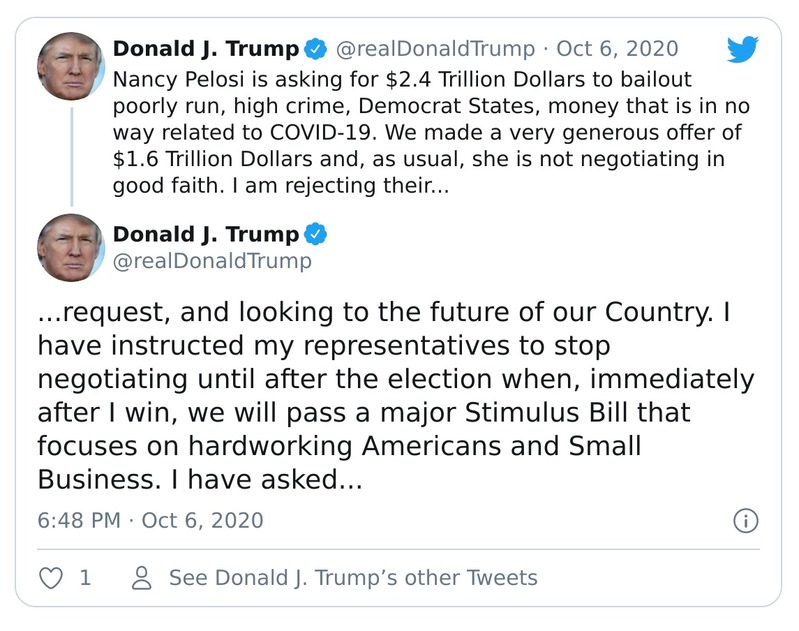 Donald J. Trump @realDonaldTrump · Oct 6, 2020
Nancy Pelosi is asking for $2.4 Trillion Dollars to bailout
poorly run, high crime, Democrat States, money that is in no
way related to COVID-19. We made a very generous offer of
$1.6 Trillion Dollars and, as usual, she is not negotiating in
good faith. I am rejecting their...
Donald J. Trump
@realDonaldTrump
...request, and looking to the future of our Country. I
have instructed my representatives to stop
negotiating until after the election when, immediately
after I win, we will pass a major Stimulus Bill that
focuses on hardworking Americans and Small
Business. I have asked...
6:48 PM · Oct 6, 2020
1 See Donald J. Trump’s other Tweets